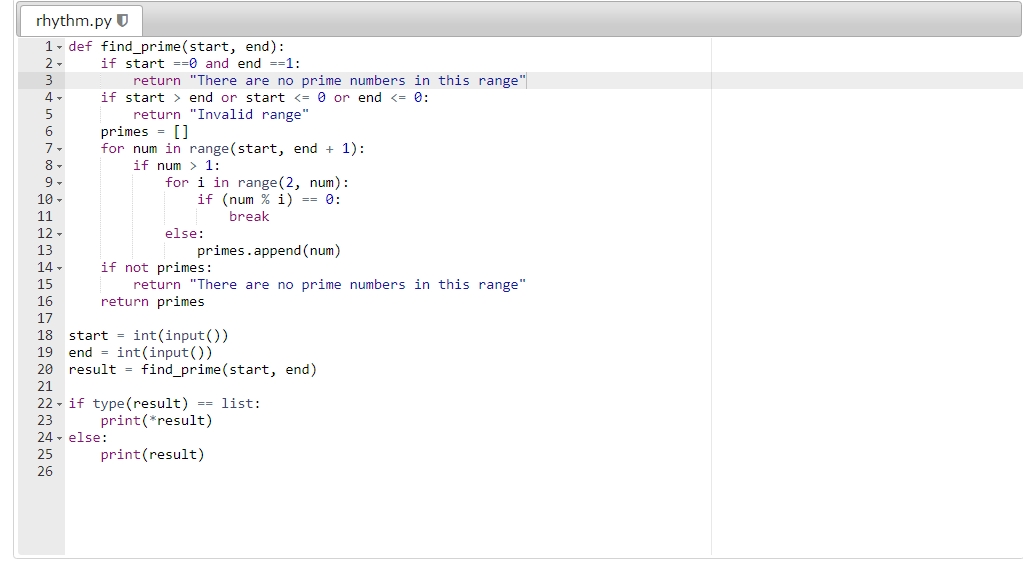 rhythm.py
1 def find_prime(start, end):
2     if start ==0 and end ==1:
3         return "There are no prime numbers in this range"
4     if start > end or start <= 0 or end <= 0:
5         return "Invalid range"
6     primes = []
7     for num in range(start, end + 1):
8         if num > 1:
9             for i in range(2, num):
10                 if (num % i) == 0:
11                     break
12             else:
13                 primes.append(num)
14     if not primes:
15         return "There are no prime numbers in this range"
16     return primes
17
18 start = int(input())
19 end = int(input())
20 result = find_prime(start, end)
21
22 if type(result) == list:
23     print(*result)
24 else:
25     print(result)
26